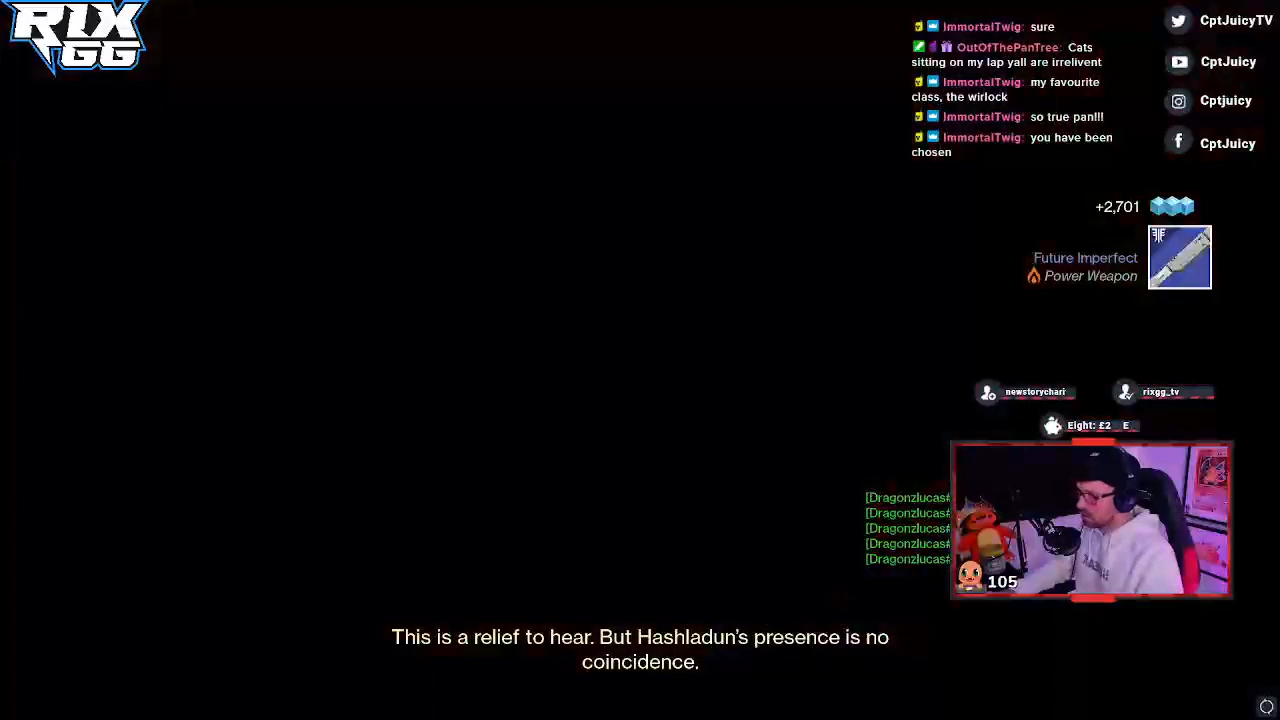 RIX
GG
ImmortalTwig: sure
OutOfThePanTree: Cats
sitting on my lap yall are irrelivent
ImmortalTwig: my favourite
class, the wirlock
ImmortalTwig: so true pan!!!
ImmortalTwig: you have been
chosen
CptJuicyTV
CptJuicy
Cptjuicy
CptJuicy
+2,701
Future Imperfect
Power Weapon
newstorychari
rixgg_tv
Eight: £2 E
[Dragonzlucas#
[Dragonzlucas#
[Dragonzlucas#
[Dragonzlucas#
[Dragonzlucas#
105
This is a relief to hear. But Hashladun's presence is no
coincidence.